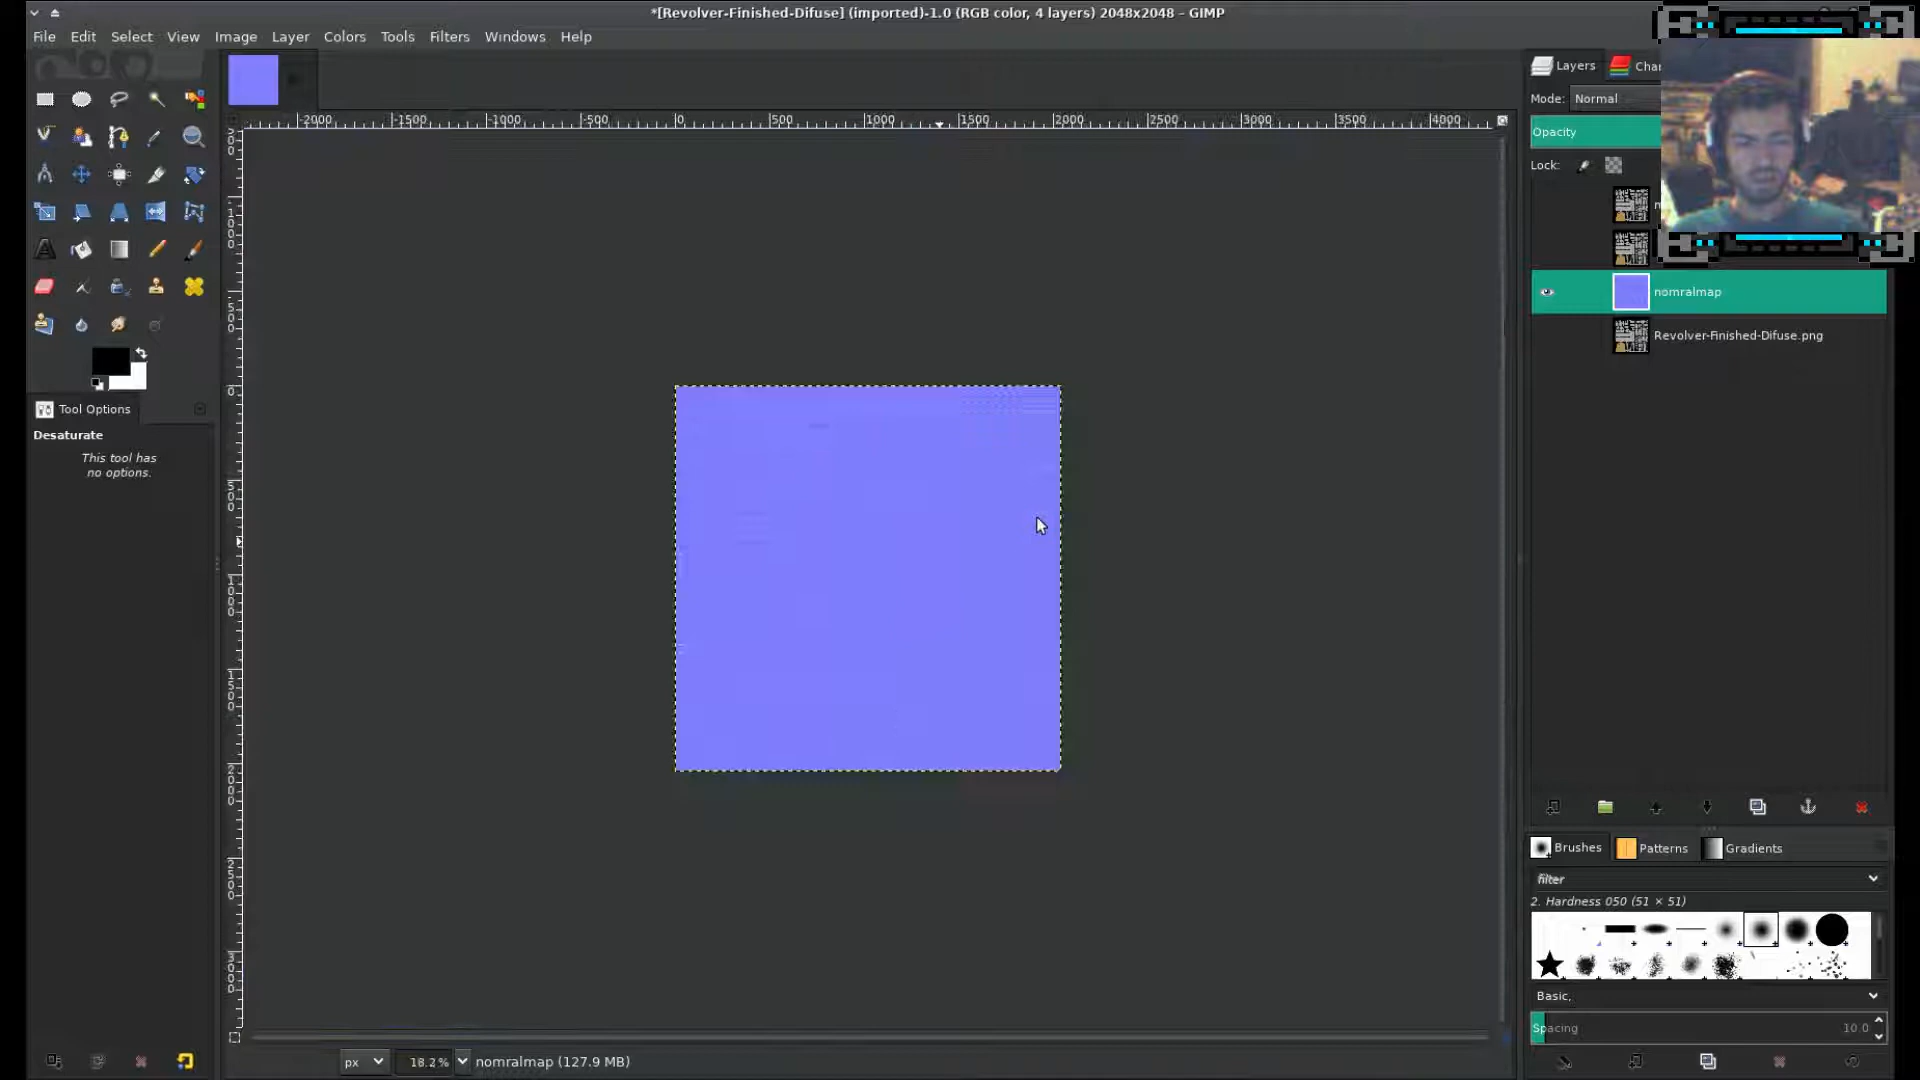 *[Revolver-Finished-Difuse] (imported)-1.0 (RGB color, 4 layers) 2048x2048 – GIMP
File Edit Select View Image Layer Colors Tools Filters Windows Help
Layers
Mode: Normal
Opacity
Lock:
nomralmap
Revolver-Finished-Difuse.png
-2000 -1500 -1000 -500 0 500 1000 1500 2000 2500 3000 3500 4000
Tool Options
Desaturate
This tool has
no options.
Brushes Patterns Gradients
filter
2. Hardness 050 (51 × 51)
Basic,
Spacing 10.0
px 18.2% nomralmap (127.9 MB)